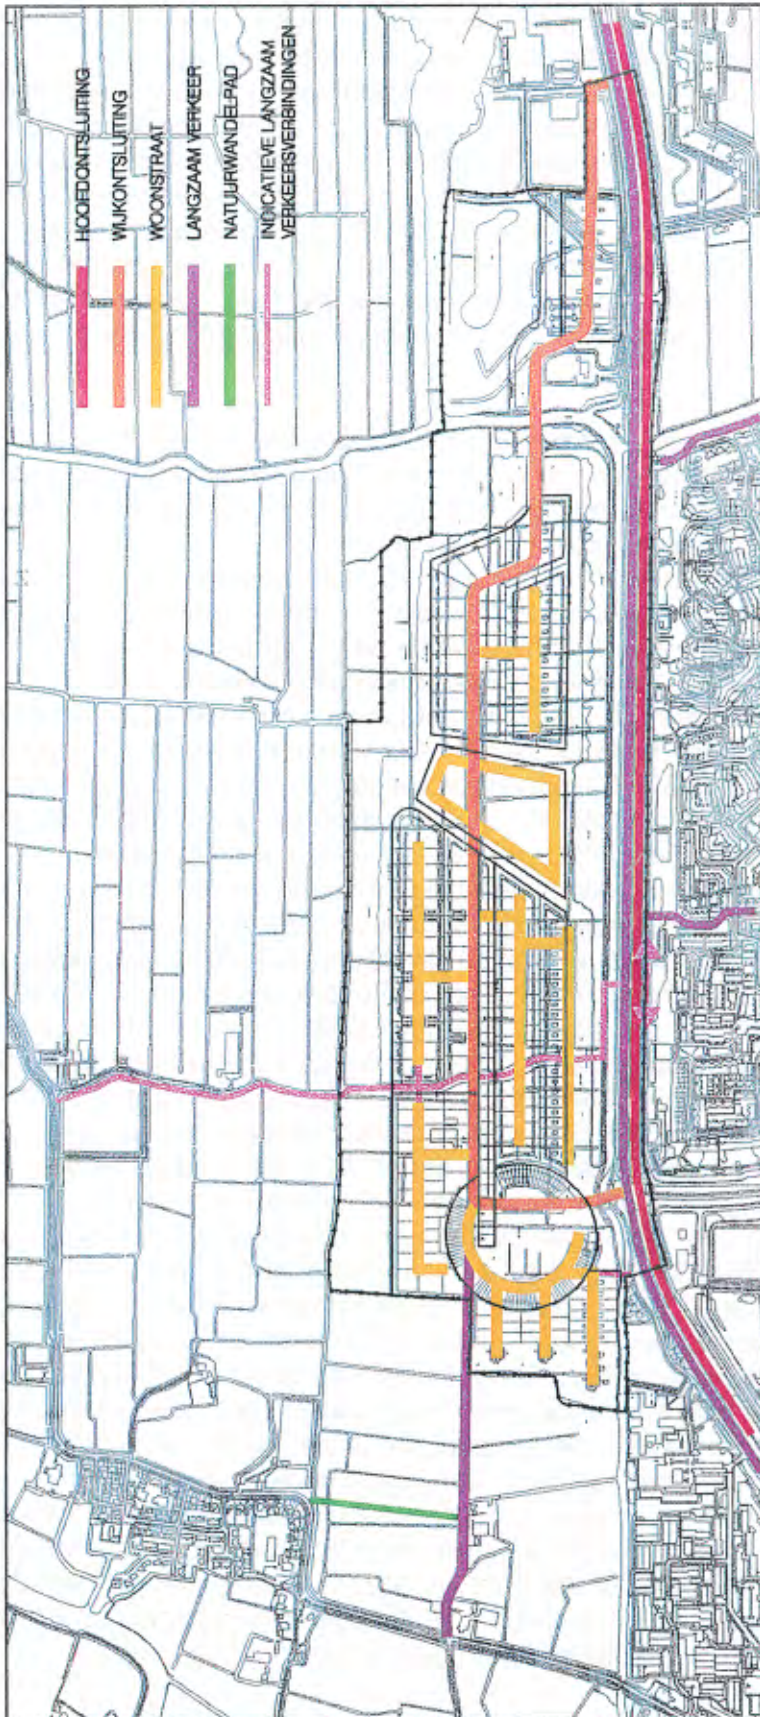 HOOFDONTSLUITING
WIJKONTSLUITING
WOONSTRAAT
LANGZAAM VERKEER
NATUURWANDELPAD
INDICATIEVE LANGZAAM
VERKEERSVERBINDINGEN